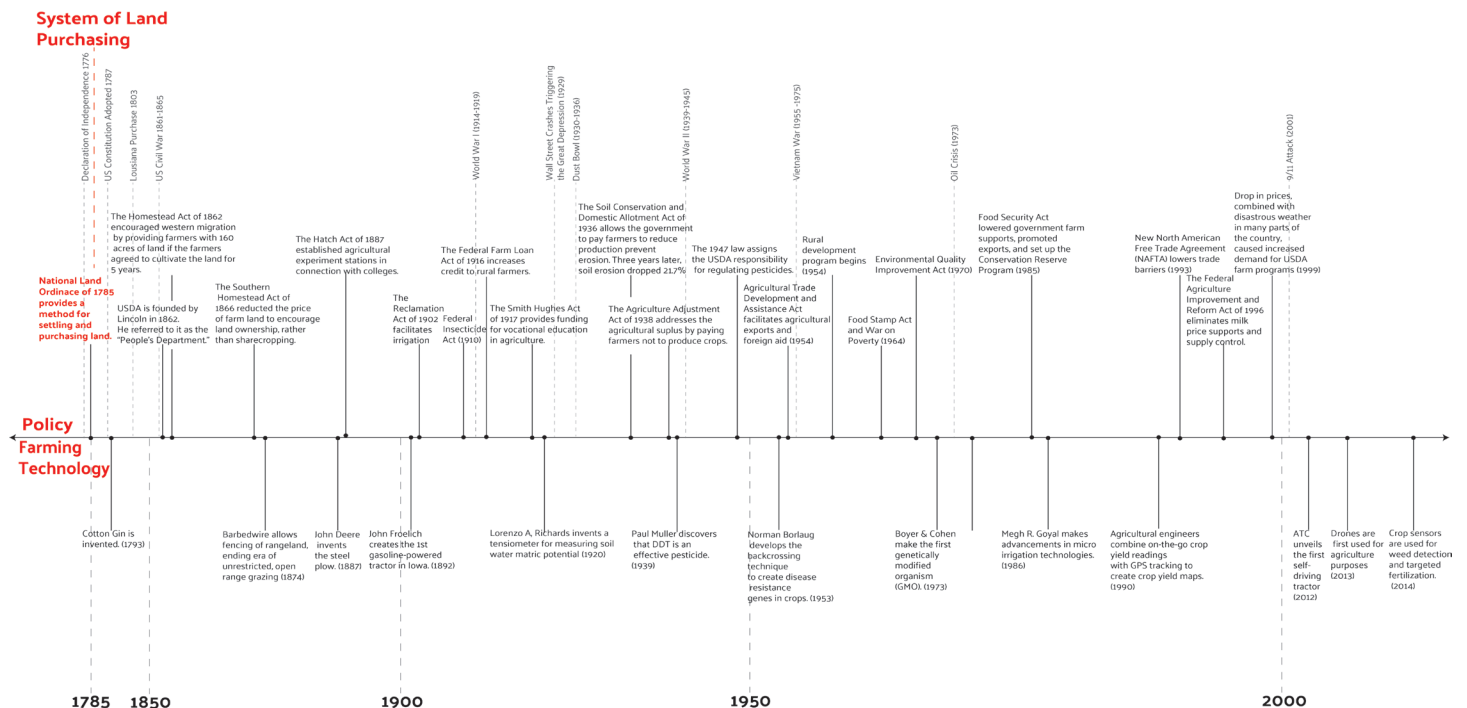 System of Land
Purchasing
Declaration of Independence 1776
US Constitution Adopted 1787
Lousiana Purchase 1803
US Civil War 1861-1865
World War I (1914-1919)
Wall Street Crashes Triggering
the Great Depression (1929)
Dust Bowl (1930-1936)
World War II (1939-1945)
Vietnam War (1955 -1975)
Oil Crisis (1973)
9/11 Attack (2001)
National Land
Ordinace of 1785
provides a
method for
settling and
purchasing land.
The Homestead Act of 1862
encouraged western migration
by providing farmers with 160
acres of land if the farmers
agreed to cultivate the land for
5 years.
USDA is founded by
Lincoln in 1862.
He referred to it as the
"People's Department."
The Southern
Homestead Act of
1866 reducted the price
of farm land to encourage
land ownership, rather
than sharecropping.
The Hatch Act of 1887
established agricultural
experiment stations in
connection with colleges.
The
Reclamation
Act of 1902
facilitates
irrigation
Federal
Insecticide
Act (1910)
The Federal Farm Loan
Act of 1916 increases
credit to rural farmers.
The Smith Hughes Act
of 1917 provides funding
for vocational education
in agriculture.
The Soil Conservation and
Domestic Allotment Act of
1936 allows the government
to pay farmers to reduce
production prevent
erosion. Three years later,
soil erosion dropped 21.7%
The Agriculture Adjustment
Act of 1938 addresses the
agricultural suplus by paying
farmers not to produce crops.
The 1947 law assigns
the USDA responsibility
for regulating pesticides.
Agricultural Trade
Development and
Assistance Act
facilitates agricultural
exports and
foreign aid (1954)
Rural
development
program begins
(1954)
Food Stamp Act
and War on
Poverty (1964)
Environmental Quality
Improvement Act (1970)
Food Security Act
lowered government farm
supports, promoted
exports, and set up the
Conservation Reserve
Program (1985)
New North American
Free Trade Agreement
(NAFTA) lowers trade
barriers (1993)
The Federal
Agriculture
Improvement and
Reform Act of 1996
eliminates milk
price supports and
supply control.
Drop in prices,
combined with
disastrous weather
in many parts of
the country,
caused increased
demand for USDA
farm programs (1999)
Policy
Farming
Technology
Cotton Gin is
invented. (1793)
Barbedwire allows
fencing of rangeland,
ending era of
unrestricted, open
range grazing (1874)
John Deere
invents
the steel
plow. (1887)
John Froelich
creates the 1st
gasoline-powered
tractor in Iowa. (1892)
Lorenzo A, Richards invents a
tensiometer for measuring soil
water matric potential (1920)
Paul Muller discovers
that DDT is an
effective pesticide.
(1939)
Norman Borlaug
develops the
backcrossing
technique
to create disease
resistance
genes in crops. (1953)
Boyer & Cohen
make the first
genetically
modified
organism
(GMO). (1973)
Megh R. Goyal makes
advancements in micro
irrigation technologies.
(1986)
Agricultural engineers
combine on-the-go crop
yield readings
with GPS tracking to
create crop yield maps.
(1990)
ATC
unveils
the first
self-
driving
tractor
(2012)
Drones are
first used for
agriculture
purposes
(2013)
Crop sensors
are used for
weed detection
and targeted
fertilization.
(2014)
1785
1850
1900
1950
2000